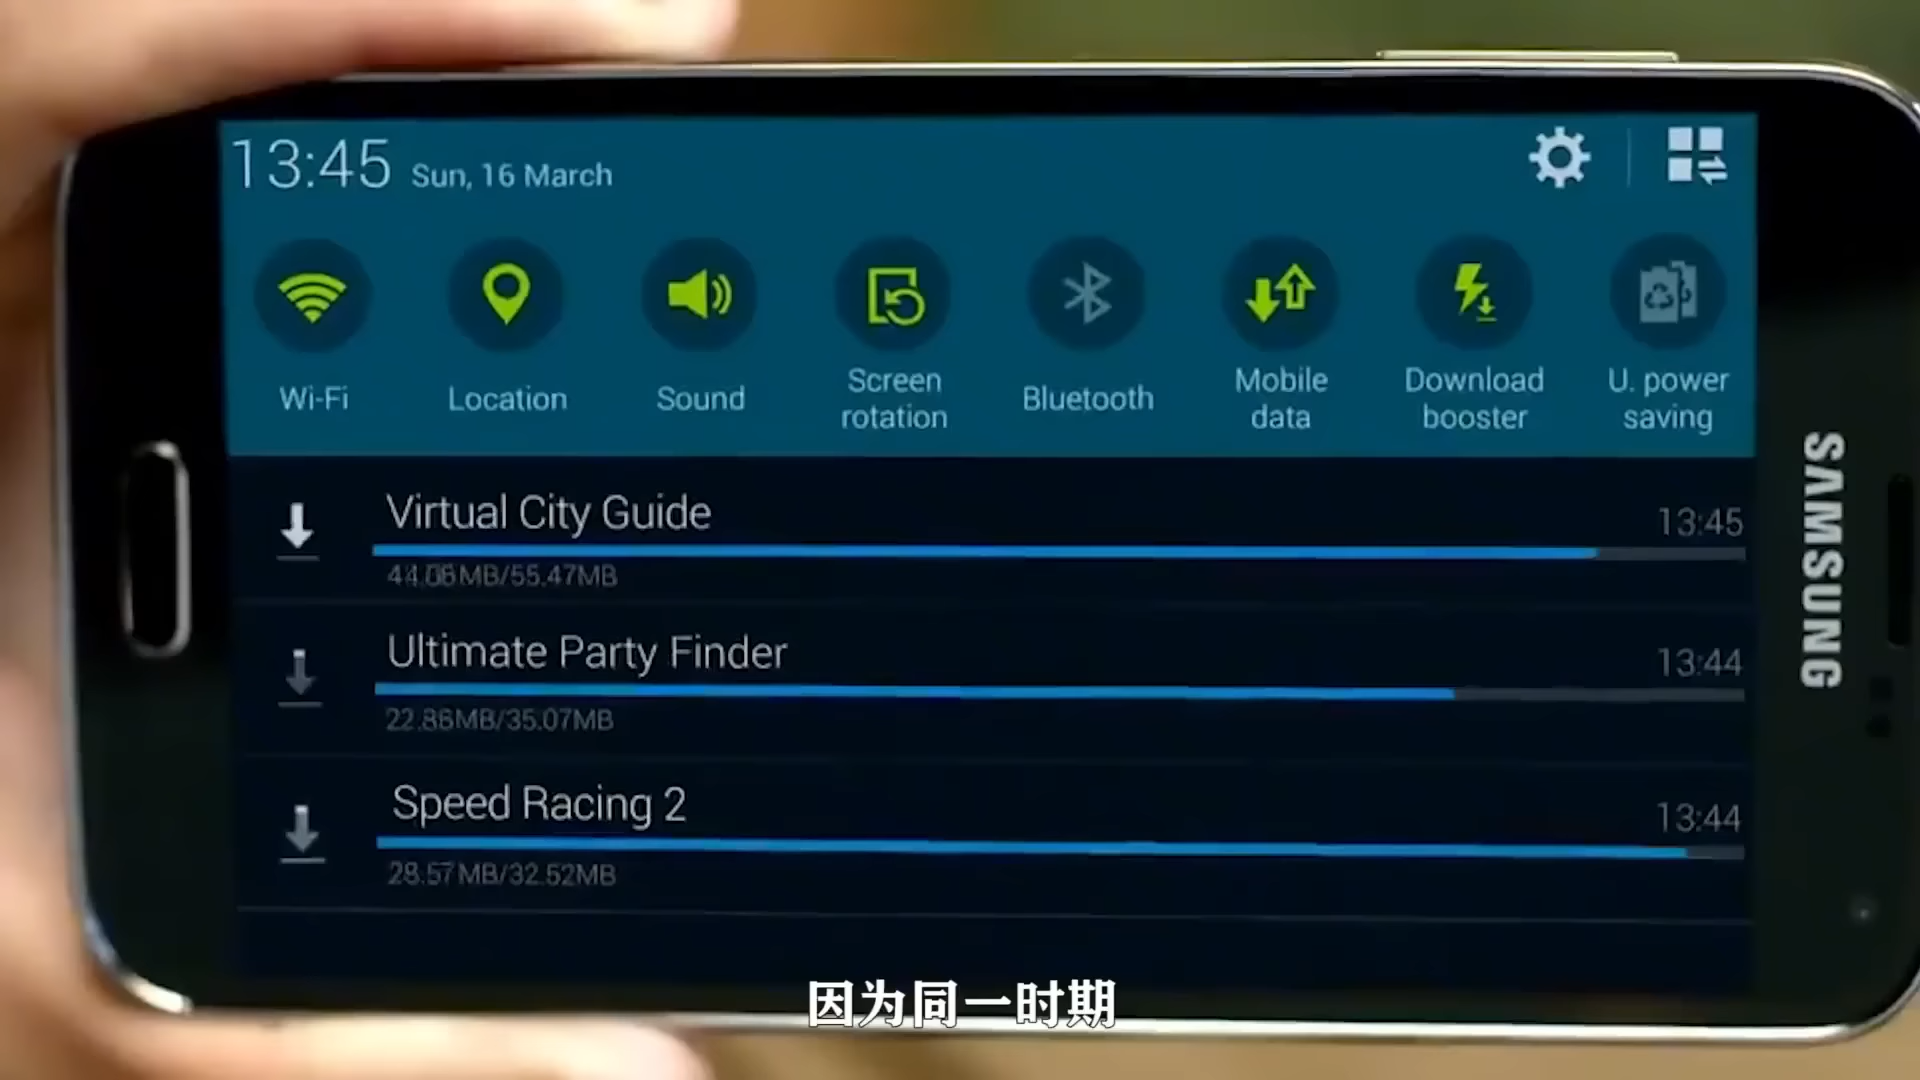 13:45 Sun, 16 March
Wi-Fi
Location
Sound
Screen rotation
Bluetooth
Mobile data
Download booster
U. power saving
Virtual City Guide
13:45
MB/55.47MB
Ultimate Party Finder
13:44
22.86MB/35.07MB
Speed Racing 2
13:44
28.57MB/32.52MB
SAMSUNG
因为同一时期